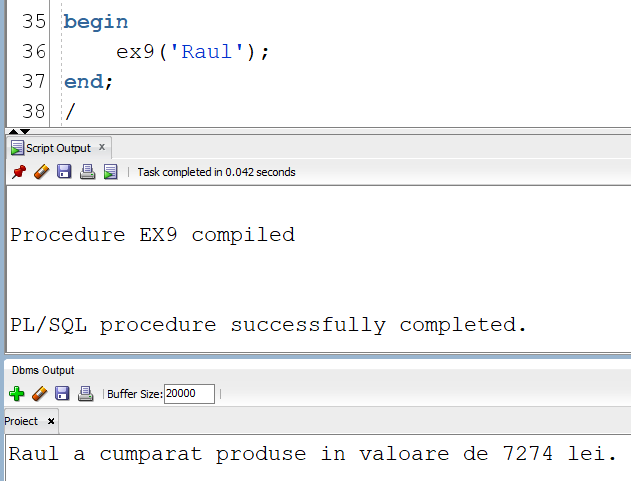 35 begin
36 ex9('Raul');
37 end;
38 /
Script Output x
Task completed in 0.042 seconds
Procedure EX9 compiled
PL/SQL procedure successfully completed.
Dbms Output
Buffer Size: 20000
Proiect x
Raul a cumparat produse in valoare de 7274 lei.